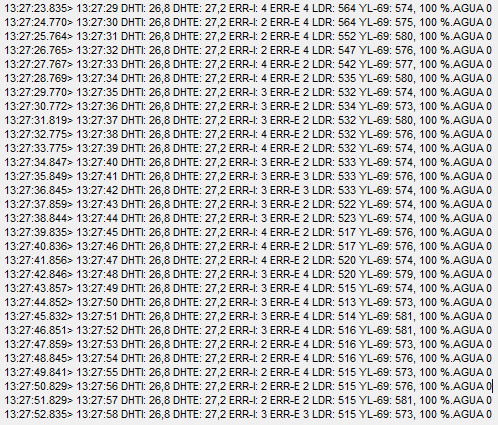 13:27:23.835> 13:27:29 DHTI: 26,8 DHTE: 27,2 ERR-I: 4 ERR-E 4 LDR: 564 YL-69: 574, 100 %.AGUA 0
13:27:24.770> 13:27:30 DHTI: 26,8 DHTE: 27,2 ERR-I: 2 ERR-E 4 LDR: 564 YL-69: 575, 100 %.AGUA 0
13:27:25.764> 13:27:31 DHTI: 26,8 DHTE: 27,2 ERR-I: 2 ERR-E 4 LDR: 552 YL-69: 580, 100 %.AGUA 0
13:27:26.765> 13:27:32 DHTI: 26,8 DHTE: 27,2 ERR-I: 4 ERR-E 4 LDR: 547 YL-69: 576, 100 %.AGUA 0
13:27:27.767> 13:27:33 DHTI: 26,8 DHTE: 27,2 ERR-I: 2 ERR-E 4 LDR: 542 YL-69: 577, 100 %.AGUA 0
13:27:28.769> 13:27:34 DHTI: 26,8 DHTE: 27,2 ERR-I: 2 ERR-E 4 LDR: 535 YL-69: 580, 100 %.AGUA 0
13:27:29.770> 13:27:35 DHTI: 26,8 DHTE: 27,2 ERR-I: 3 ERR-E 3 LDR: 532 YL-69: 574, 100 %.AGUA 0
13:27:30.772> 13:27:36 DHTI: 26,8 DHTE: 27,2 ERR-I: 3 ERR-E 2 LDR: 534 YL-69: 573, 100 %.AGUA 0
13:27:31.819> 13:27:37 DHTI: 26,8 DHTE: 27,2 ERR-I: 3 ERR-E 2 LDR: 532 YL-69: 580, 100 %.AGUA 0
13:27:32.775> 13:27:38 DHTI: 26,8 DHTE: 27,2 ERR-I: 4 ERR-E 2 LDR: 532 YL-69: 576, 100 %.AGUA 0
13:27:33.775> 13:27:39 DHTI: 26,8 DHTE: 27,2 ERR-I: 4 ERR-E 2 LDR: 532 YL-69: 574, 100 %.AGUA 0
13:27:34.847> 13:27:40 DHTI: 26,8 DHTE: 27,2 ERR-I: 3 ERR-E 2 LDR: 533 YL-69: 574, 100 %.AGUA 0
13:27:35.849> 13:27:41 DHTI: 26,8 DHTE: 27,2 ERR-I: 3 ERR-E 3 LDR: 533 YL-69: 576, 100 %.AGUA 0
13:27:36.845> 13:27:42 DHTI: 26,8 DHTE: 27,2 ERR-I: 3 ERR-E 3 LDR: 533 YL-69: 574, 100 %.AGUA 0
13:27:37.859> 13:27:43 DHTI: 26,8 DHTE: 27,2 ERR-I: 3 ERR-E 2 LDR: 522 YL-69: 574, 100 %.AGUA 0
13:27:38.844> 13:27:44 DHTI: 26,8 DHTE: 27,2 ERR-I: 3 ERR-E 2 LDR: 523 YL-69: 574, 100 %.AGUA 0
13:27:39.835> 13:27:45 DHTI: 26,8 DHTE: 27,2 ERR-I: 4 ERR-E 2 LDR: 517 YL-69: 576, 100 %.AGUA 0
13:27:40.836> 13:27:46 DHTI: 26,8 DHTE: 27,2 ERR-I: 4 ERR-E 2 LDR: 517 YL-69: 576, 100 %.AGUA 0
13:27:41.856> 13:27:47 DHTI: 26,8 DHTE: 27,2 ERR-I: 4 ERR-E 2 LDR: 520 YL-69: 574, 100 %.AGUA 0
13:27:42.846> 13:27:48 DHTI: 26,8 DHTE: 27,2 ERR-I: 3 ERR-E 4 LDR: 520 YL-69: 579, 100 %.AGUA 0
13:27:43.857> 13:27:49 DHTI: 26,8 DHTE: 27,2 ERR-I: 2 ERR-E 4 LDR: 515 YL-69: 574, 100 %.AGUA 0
13:27:44.852> 13:27:50 DHTI: 26,8 DHTE: 27,2 ERR-I: 2 ERR-E 4 LDR: 513 YL-69: 573, 100 %.AGUA 0
13:27:45.832> 13:27:51 DHTI: 26,8 DHTE: 27,2 ERR-I: 3 ERR-E 4 LDR: 514 YL-69: 581, 100 %.AGUA 0
13:27:46.851> 13:27:52 DHTI: 26,8 DHTE: 27,2 ERR-I: 3 ERR-E 4 LDR: 516 YL-69: 581, 100 %.AGUA 0
13:27:47.859> 13:27:53 DHTI: 26,8 DHTE: 27,2 ERR-I: 2 ERR-E 3 LDR: 516 YL-69: 573, 100 %.AGUA 0
13:27:48.845> 13:27:54 DHTI: 26,8 DHTE: 27,2 ERR-I: 2 ERR-E 3 LDR: 516 YL-69: 576, 100 %.AGUA 0
13:27:49.841> 13:27:55 DHTI: 26,8 DHTE: 27,2 ERR-I: 2 ERR-E 2 LDR: 515 YL-69: 574, 100 %.AGUA 0
13:27:50.829> 13:27:56 DHTI: 26,8 DHTE: 27,2 ERR-I: 2 ERR-E 2 LDR: 515 YL-69: 576, 100 %.AGUA 0
13:27:51.829> 13:27:57 DHTI: 26,8 DHTE: 27,2 ERR-I: 2 ERR-E 2 LDR: 515 YL-69: 581, 100 %.AGUA 0
13:27:52.835> 13:27:58 DHTI: 26,8 DHTE: 27,2 ERR-I: 3 ERR-E 3 LDR: 515 YL-69: 573, 100 %.AGUA 0